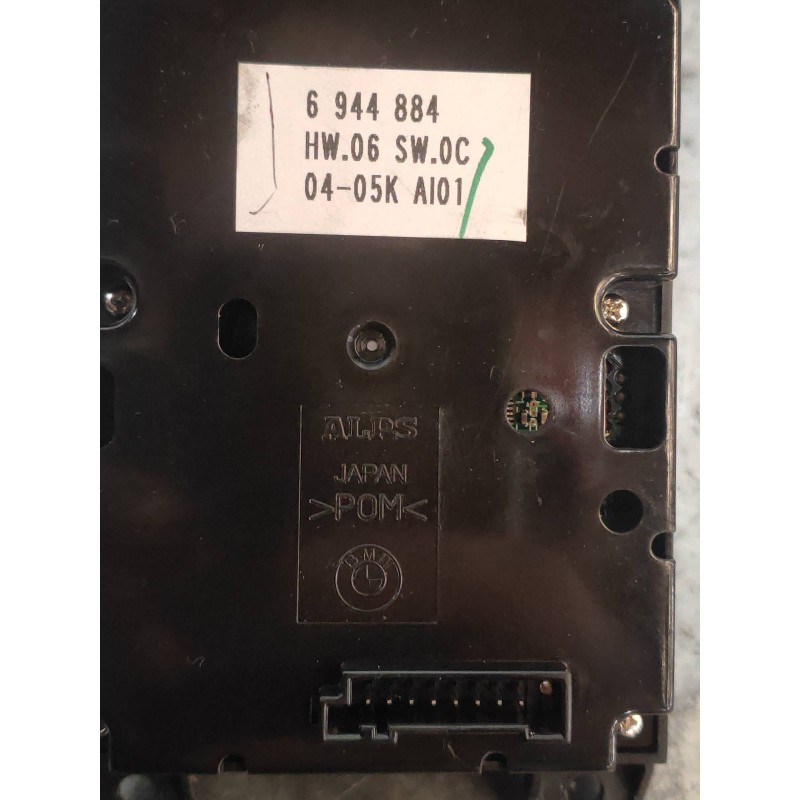 6 944 884
HW.06 SW.0C
04-05K AI01
ALPS
JAPAN
>POM<
BMW